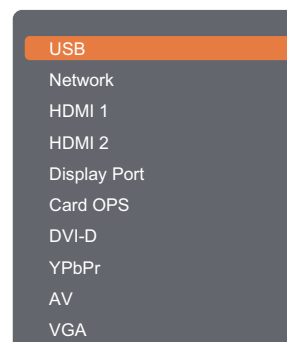 USB
Network
HDMI 1
HDMI 2
Display Port
Card OPS
DVI-D
YPbPr
AV
VGA